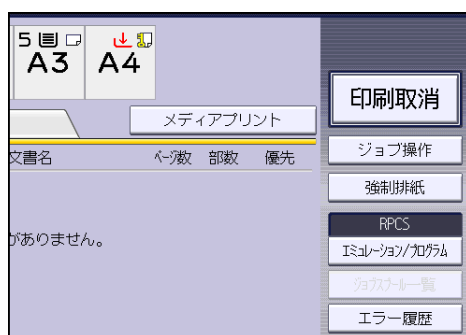 5
A3 A4
印刷取消
メディアプリント
ジョブ操作
文書名 ページ数 部数 優先
強制排紙
RPCS
がありません。
エミュレーション/プログラム
ジョブスプール一覧
エラー履歴